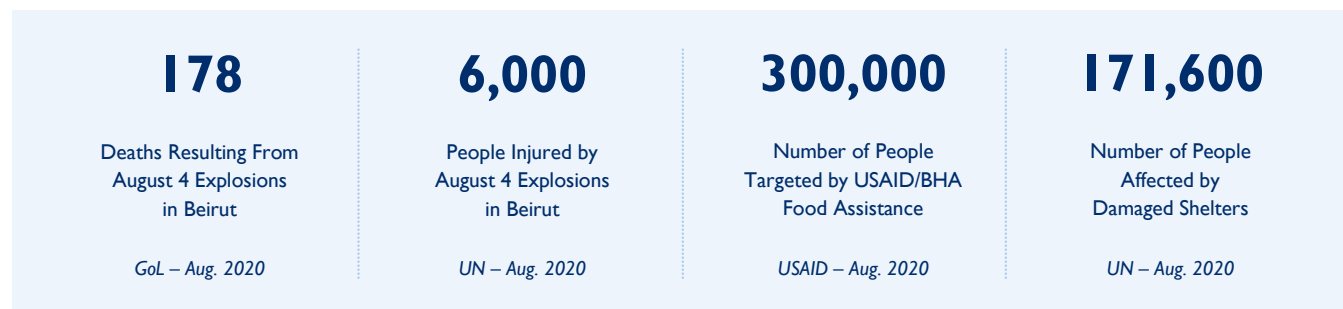 178
Deaths Resulting From
August 4 Explosions
in Beirut
GoL – Aug. 2020
6,000
People Injured by
August 4 Explosions
in Beirut
UN – Aug. 2020
300,000
Number of People
Targeted by USAID/BHA
Food Assistance
USAID – Aug. 2020
171,600
Number of People
Affected by
Damaged Shelters
UN – Aug. 2020